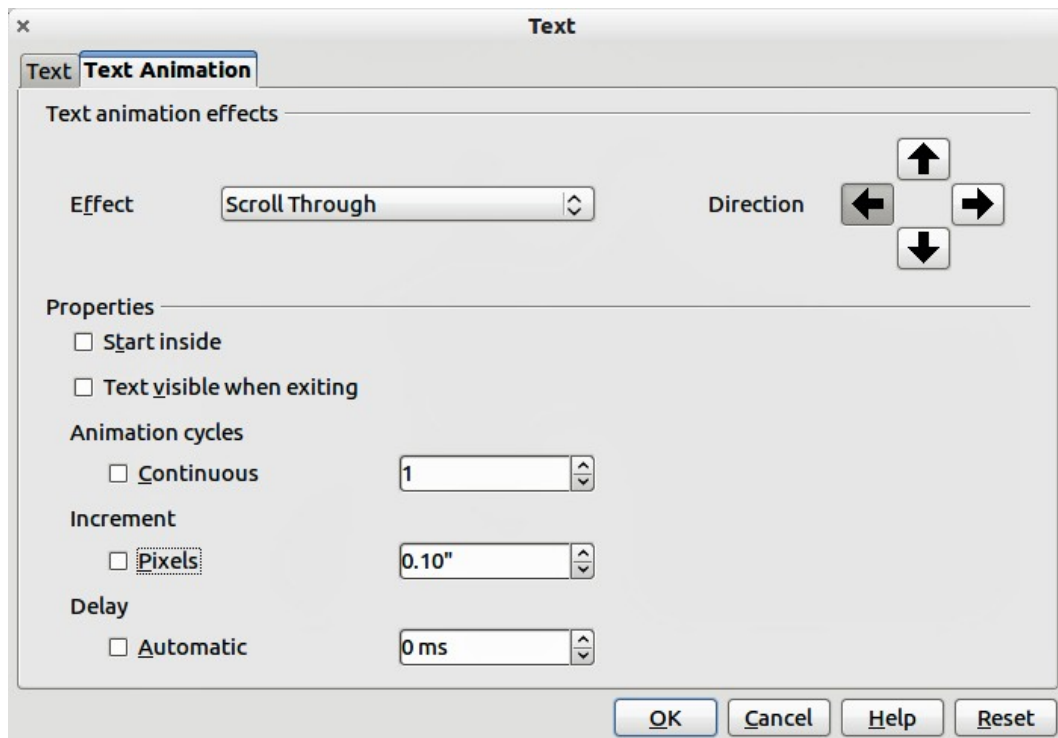 Text
Text Text Animation
Text animation effects
Effect Scroll Through Direction
Properties
Start inside
Text visible when exiting
Animation cycles
Continuous 1
Increment
Pixels 0.10"
Delay
Automatic 0 ms
OK Cancel Help Reset